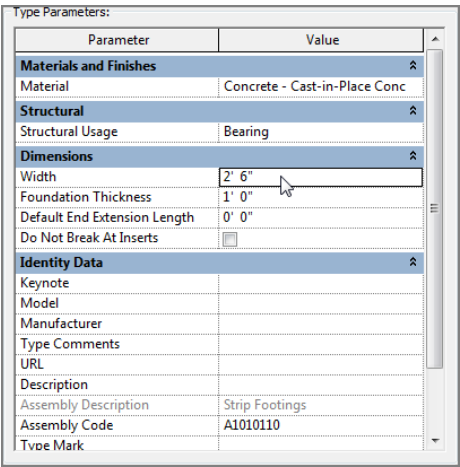 Type Parameters:
Parameter Value
Materials and Finishes
Material Concrete - Cast-in-Place Conc
Structural
Structural Usage Bearing
Dimensions
Width 2' 6"
Foundation Thickness 1' 0"
Default End Extension Length 0' 0"
Do Not Break At Inserts
Identity Data
Keynote
Model
Manufacturer
Type Comments
URL
Description
Assembly Description Strip Footings
Assembly Code A1010110
Type Mark